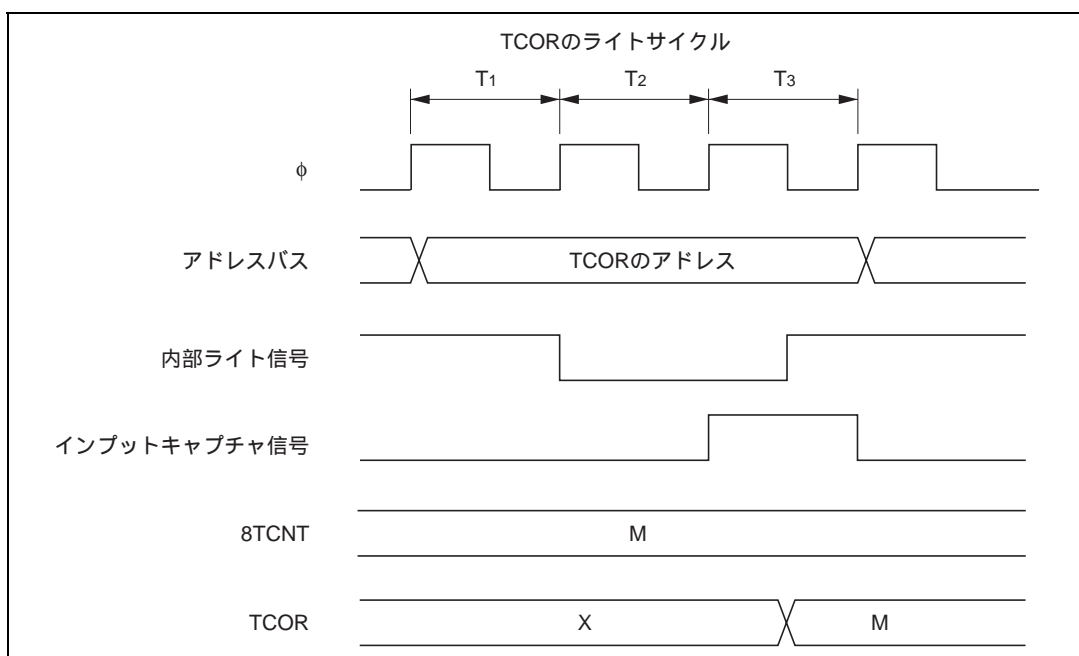 TCORのライトサイクル
T1 T2 T3
φ
アドレスバス TCORのアドレス
内部ライト信号
インプットキャプチャ信号
8TCNT M
TCOR X M